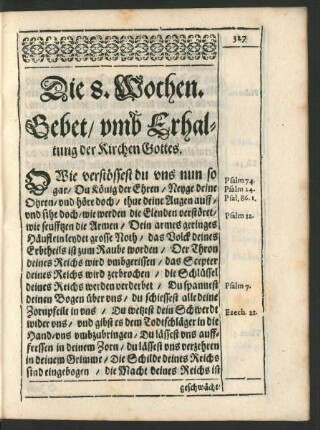 327
Die 8. Wochen.
Gebet/ vmb Erhal-
tung der Kirchen Gottes.
O Wie verstössest du vns nun so
gar/ Du König der Ehren/ Neyge deine
Ohren/ vnd höre doch/ thue deine Augen auff/
vnd sihe doch/ wie werden die Elenden verstöret/
wie seufftzen die Armen/ Dein armes geringes
Häuflein leydet grosse Noth/ das Volck deines
Erbtheils ist zum Raube worden/ Der Thron
deines Reichs wird vmbgerissen/ das Scepter
deines Reichs wird zerbrochen/ die Schlüssel
deines Reichs werden verderbet/ Du spannest
deinen Bogen über vns/ du schiessest alle deine
Zornpfeile in vns/ Du wetzest dein Schwerdt
wider vns/ vnd gibst es dem Todtschläger in die
Hand/ vns vmbzubringen/ Du lässest vns auff-
fressen in deinem Zorn/ du lässest vns verzehren
in deinem Grimme/ Die Schilde deines Reichs
sind eingebogen/ die Macht deines Reichs ist
geschwächt/
Psalm 74.
Psalm 24.
Psal. 86. 1.
Psalm 12.
Psalm 7.
Ezech. 21.